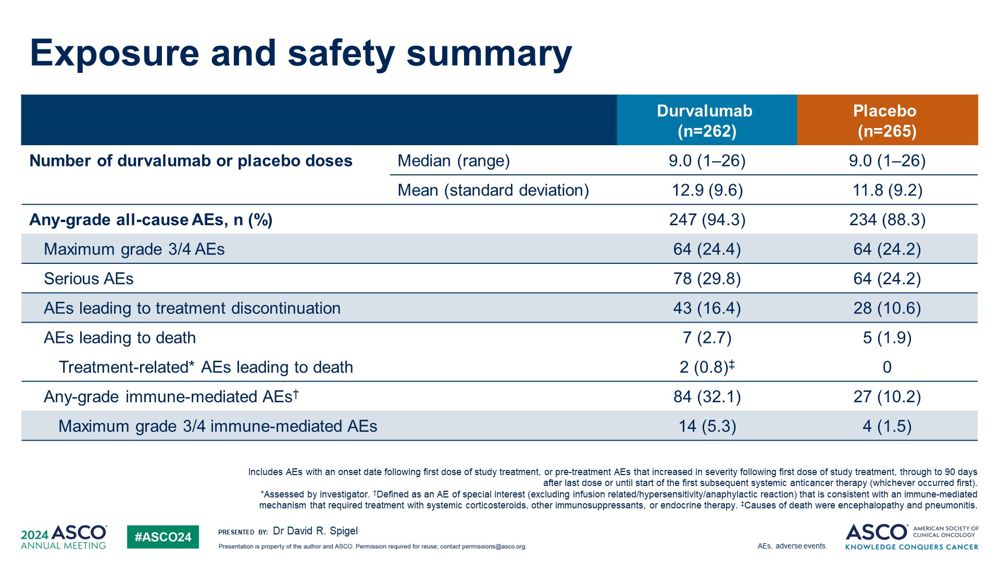 Exposure and safety summary
Durvalumab
(n=262)
Placebo
(n=265)
Number of durvalumab or placebo doses Median (range) 9.0 (1–26) 9.0 (1–26)
Mean (standard deviation) 12.9 (9.6) 11.8 (9.2)
Any-grade all-cause AEs, n (%) 247 (94.3) 234 (88.3)
Maximum grade 3/4 AEs 64 (24.4) 64 (24.2)
Serious AEs 78 (29.8) 64 (24.2)
AEs leading to treatment discontinuation 43 (16.4) 28 (10.6)
AEs leading to death 7 (2.7) 5 (1.9)
Treatment-related* AEs leading to death 2 (0.8)‡ 0
Any-grade immune-mediated AEs† 84 (32.1) 27 (10.2)
Maximum grade 3/4 immune-mediated AEs 14 (5.3) 4 (1.5)
Includes AEs with an onset date following first dose of study treatment, or pre-treatment AEs that increased in severity following first dose of study treatment, through to 90 days
after last dose or until start of the first subsequent systemic anticancer therapy (whichever occurred first).
*Assessed by investigator. †Defined as an AE of special interest (excluding infusion related/hypersensitivity/anaphylactic reaction) that is consistent with an immune-mediated
mechanism that required treatment with systemic corticosteroids, other immunosuppressants, or endocrine therapy. ‡Causes of death were encephalopathy and pneumonitis.
2024 ASCO®
ANNUAL MEETING
#ASCO24
PRESENTED BY: Dr David R. Spigel
Presentation is property of the author and ASCO. Permission required for reuse; contact permissions@asco.org.
AEs, adverse events.
ASCO® AMERICAN SOCIETY OF
CLINICAL ONCOLOGY
KNOWLEDGE CONQUERS CANCER